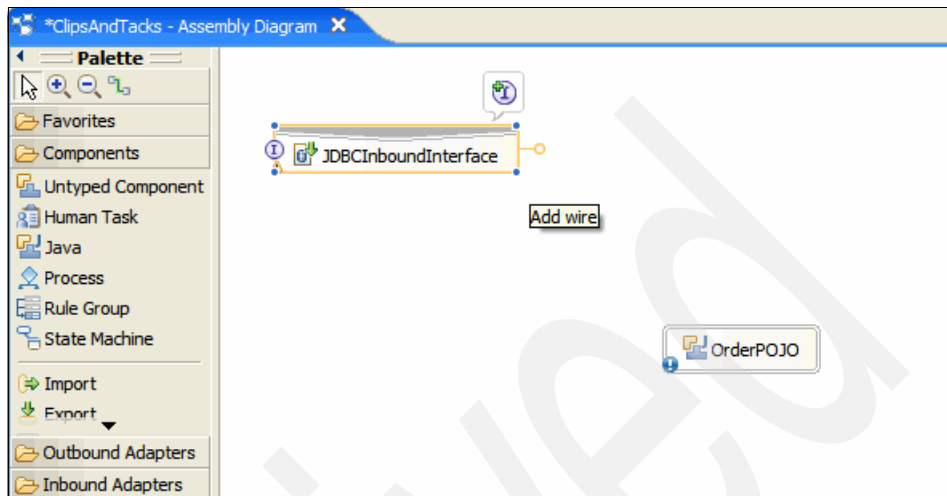 *ClipsAndTacks - Assembly Diagram
Palette
Favorites
Components
Untyped Component
Human Task
Java
Process
Rule Group
State Machine
Import
Export
Outbound Adapters
Inbound Adapters
JDBCInboundInterface
Add wire
OrderPOJO